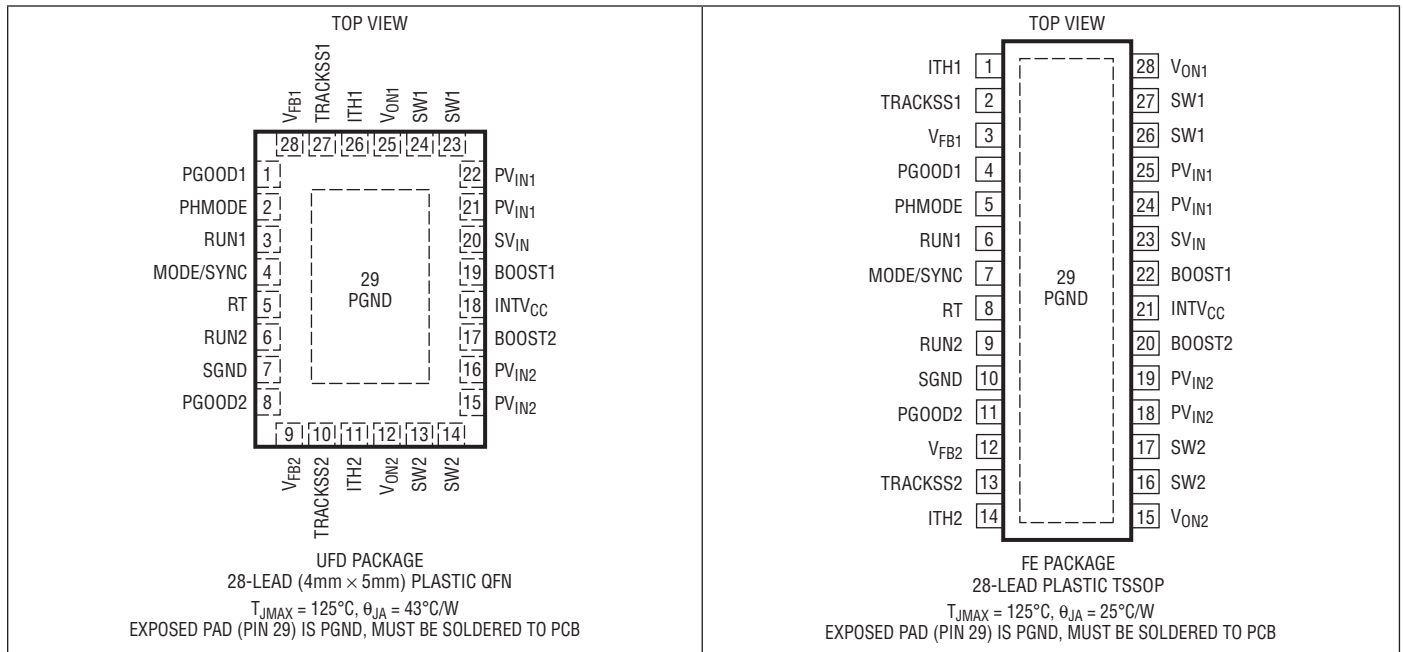 TOP VIEW
VFB1
TRACKSS1
ITH1
VON1
SW1
SW1
28 27 26 25 24 23
PGOOD1 1
PHMODE 2
RUN1 3
MODE/SYNC 4
RT 5
RUN2 6
SGND 7
PGOOD2 8
29
PGND
22 PVIN1
21 PVIN1
20 SVIN
19 BOOST1
18 INTVCC
17 BOOST2
16 PVIN2
15 PVIN2
9 10 11 12 13 14
VFB2
TRACKSS2
ITH2
VON2
SW2
SW2
UFD PACKAGE
28-LEAD (4mm × 5mm) PLASTIC QFN
TJMAX = 125°C, θJA = 43°C/W
EXPOSED PAD (PIN 29) IS PGND, MUST BE SOLDERED TO PCB
TOP VIEW
ITH1 1
TRACKSS1 2
VFB1 3
PGOOD1 4
PHMODE 5
RUN1 6
MODE/SYNC 7
RT 8
RUN2 9
SGND 10
PGOOD2 11
VFB2 12
TRACKSS2 13
ITH2 14
29
PGND
28 VON1
27 SW1
26 SW1
25 PVIN1
24 PVIN1
23 SVIN
22 BOOST1
21 INTVCC
20 BOOST2
19 PVIN2
18 PVIN2
17 SW2
16 SW2
15 VON2
FE PACKAGE
28-LEAD PLASTIC TSSOP
TJMAX = 125°C, θJA = 25°C/W
EXPOSED PAD (PIN 29) IS PGND, MUST BE SOLDERED TO PCB